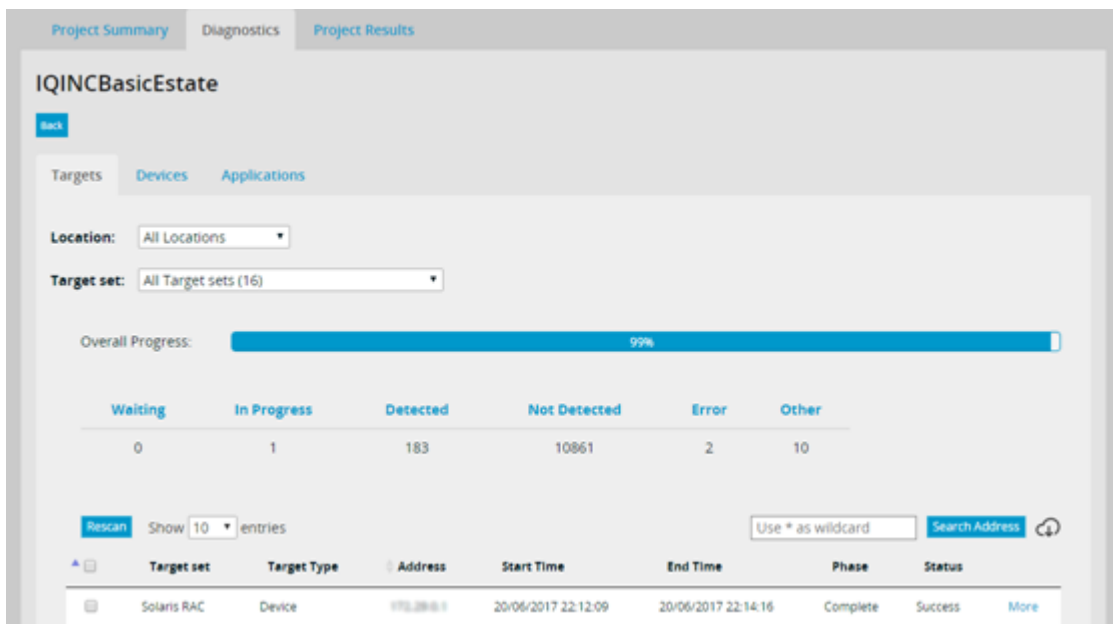 Project Summary Diagnostics Project Results
IQINCBasicEstate
Back
Targets Devices Applications
Location: All Locations
Target set: All Target sets (16)
Overall Progress: 99%
Waiting In Progress Detected Not Detected Error Other
0 1 183 10861 2 10
Rescan Show 10 entries Use * as wildcard Search Address
Target set Target Type Address Start Time End Time Phase Status
Solaris RAC Device 20/06/2017 22:12:09 20/06/2017 22:14:16 Complete Success More